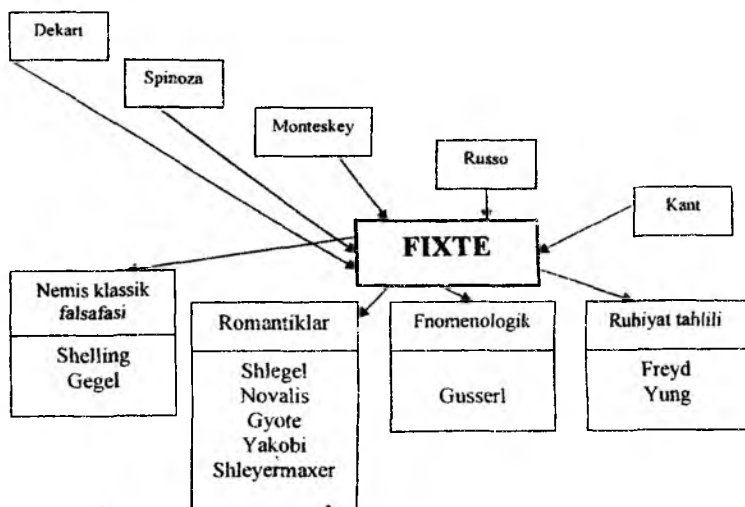 Dekart
Spinoza
Monteskey
Russo
Kant
FIXTE
Nemis klassik
falsafasi
Shelling
Gegel
Romantiklar
Shlegel
Novalis
Gyote
Yakobi
Shleyermaxer
Fnomenologik
Gusserl
Ruhiyat tahlili
Freyd
Yung